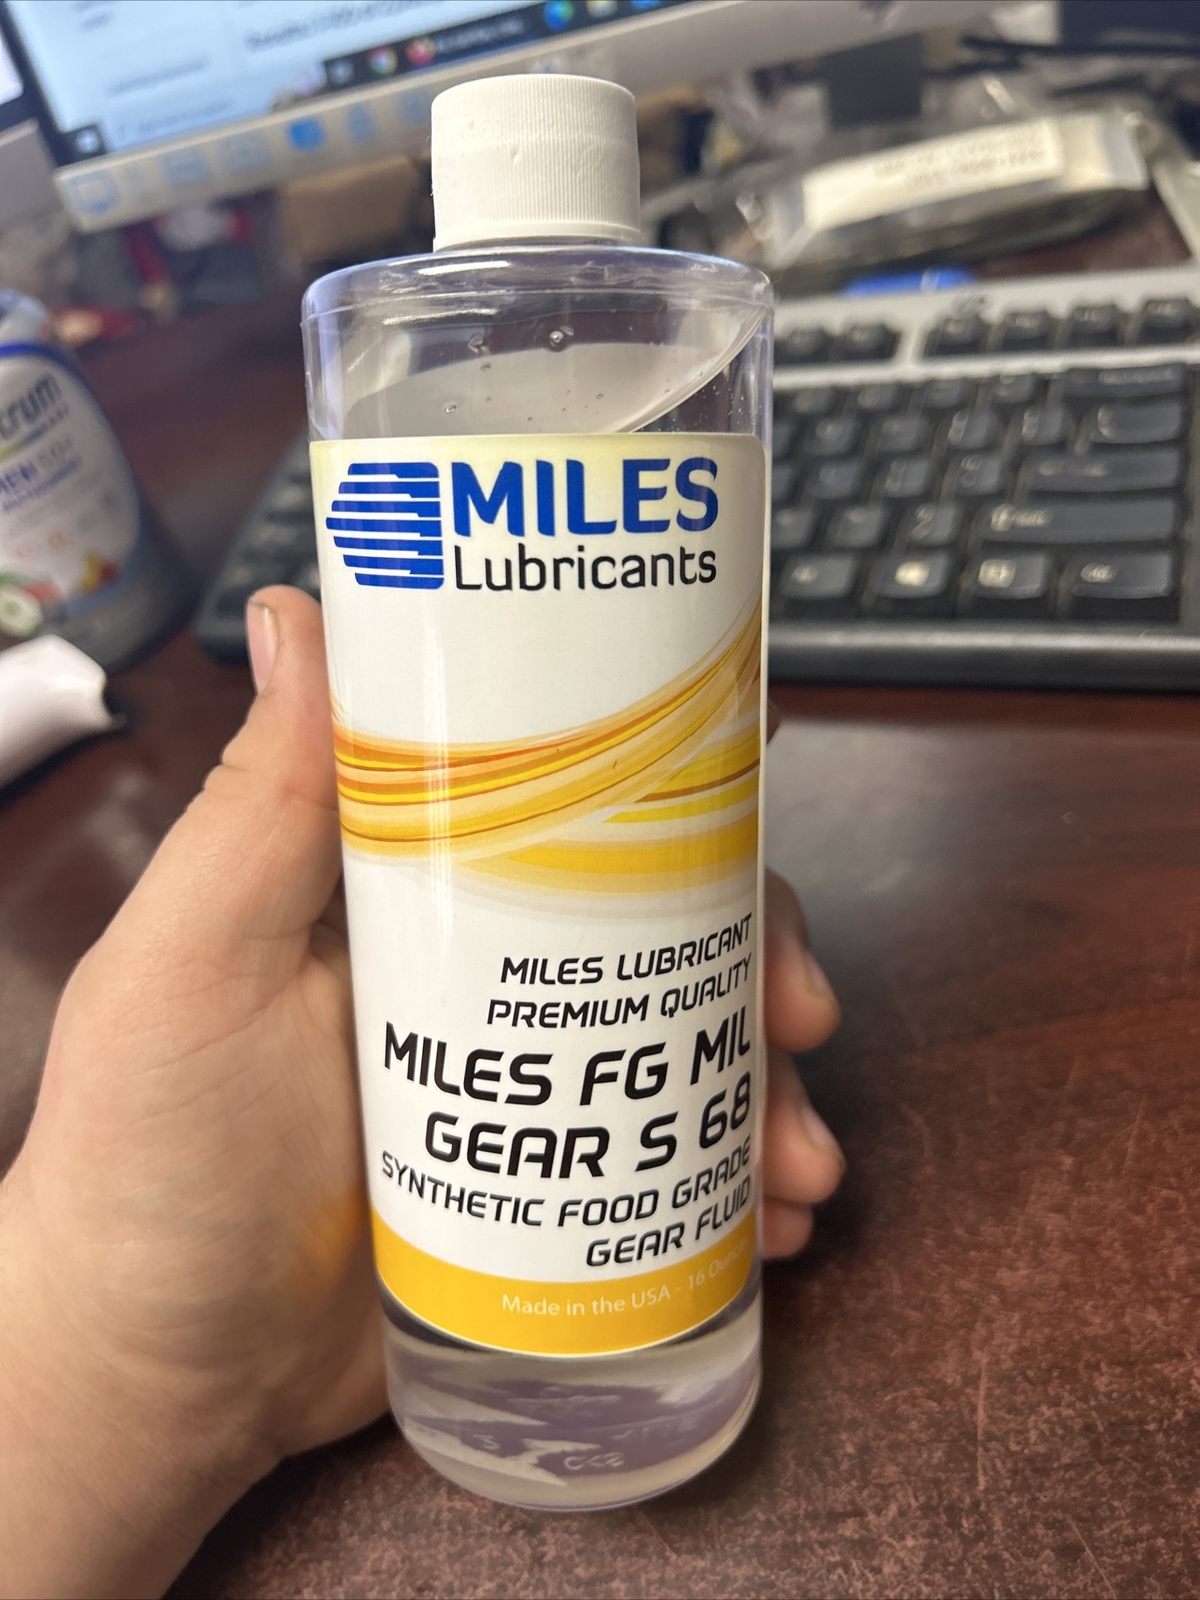 MILES
Lubricants
MILES LUBRICANT
PREMIUM QUALITY
MILES FG MIL
GEAR S 68
SYNTHETIC FOOD GRADE
GEAR FLUID
Made in the USA - 16 Ounces